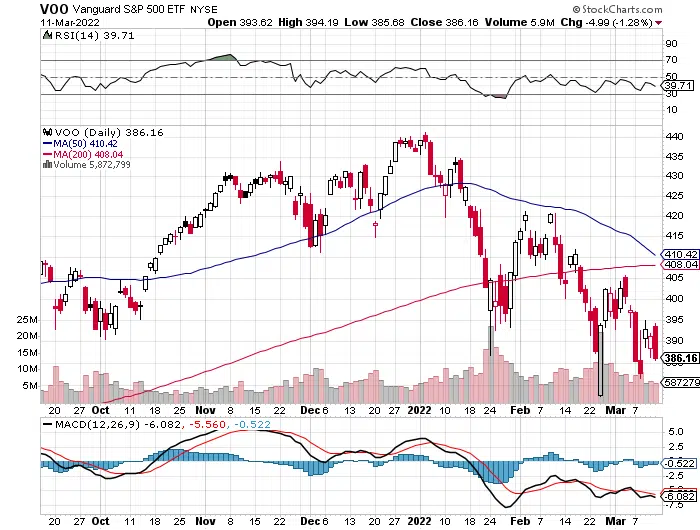 VOO Vanguard S&P 500 ETF NYSE © StockCharts.com
11-Mar-2022 Open 393.62 High 394.19 Low 385.68 Close 386.16 Volume 5.9M Chg -4.99 (-1.28%)
RSI(14) 39.71
90
70
50
39.71
30
10
VOO (Daily) 386.16
MA(50) 410.42
MA(200) 408.04
Volume 5,872,799
440
435
430
425
420
415
410.42
408.04
405
400
395
390
386.16
5872799
25M
20M
15M
10M
5M
20 27 Oct 11 18 25 Nov 8 15 22 Dec 6 13 20 27 2022 10 18 24 Feb 7 14 22 Mar 7
MACD(12,26,9) -6.082, -5.560, -0.522
5.0
2.5
0.0
-0.522
-2.5
-6.082
-7.5
20 27 Oct 11 18 25 Nov 8 15 22 Dec 6 13 20 27 2022 10 18 24 Feb 7 14 22 Mar 7